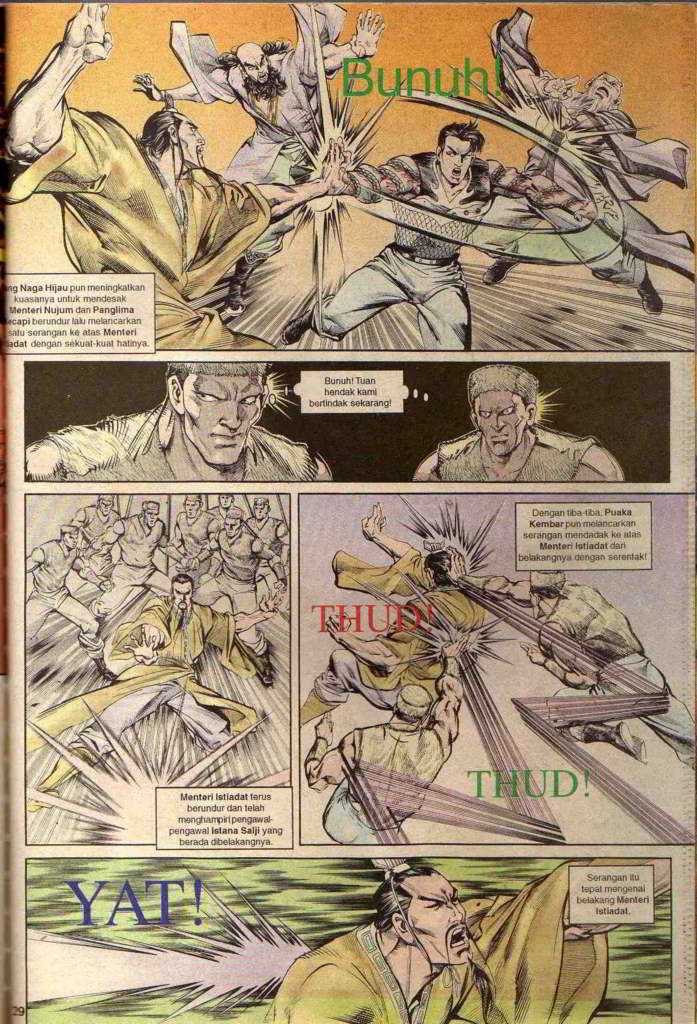 Bunuh!
ng Naga Hijau pun meningkatkan
kuasanya untuk mendesak
Menteri Nujum dan Panglima
ecapi berundur lalu melancarkan
satu serangan ke atas Menteri
tiadat dengan sekuat-kuat hatinya.
Bunuh! Tuan
hendak kami
bertindak sekarang!
Menteri Istiadat terus
berundur dan telah
menghampiri pengawal-
pengawal Istana Salji yang
berada dibelakangnya.
Dengan tiba-tiba, Puaka
Kembar pun melancarkan
serangan mendadak ke atas
Menteri Istiadat dari
belakangnya dengan serentak!
THUD!
THUD!
YAT!
Serangan itu
tepat mengenai
belakang Menteri
Istiadat.
29